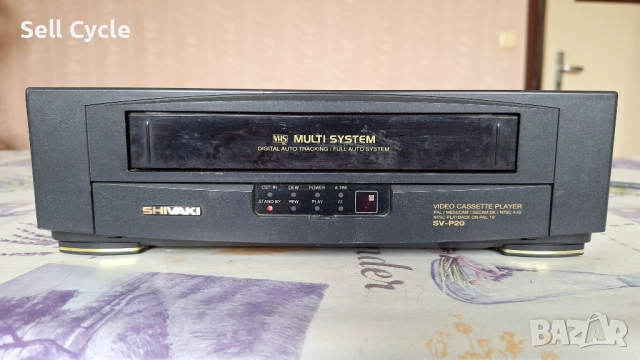 Sell Cycle
VHS MULTI SYSTEM
DIGITAL AUTO TRACKING / FULL AUTO SYSTEM
CST IN DEW POWER A.TRK
STAND BY REW PLAY FF
SHIVAKI
VIDEO CASSETTE PLAYER
PAL / MESECAM / SECAM DK / NTSC 4.43
NTSC PLAYBACK ON PAL TV
SV-P20
BAZAR